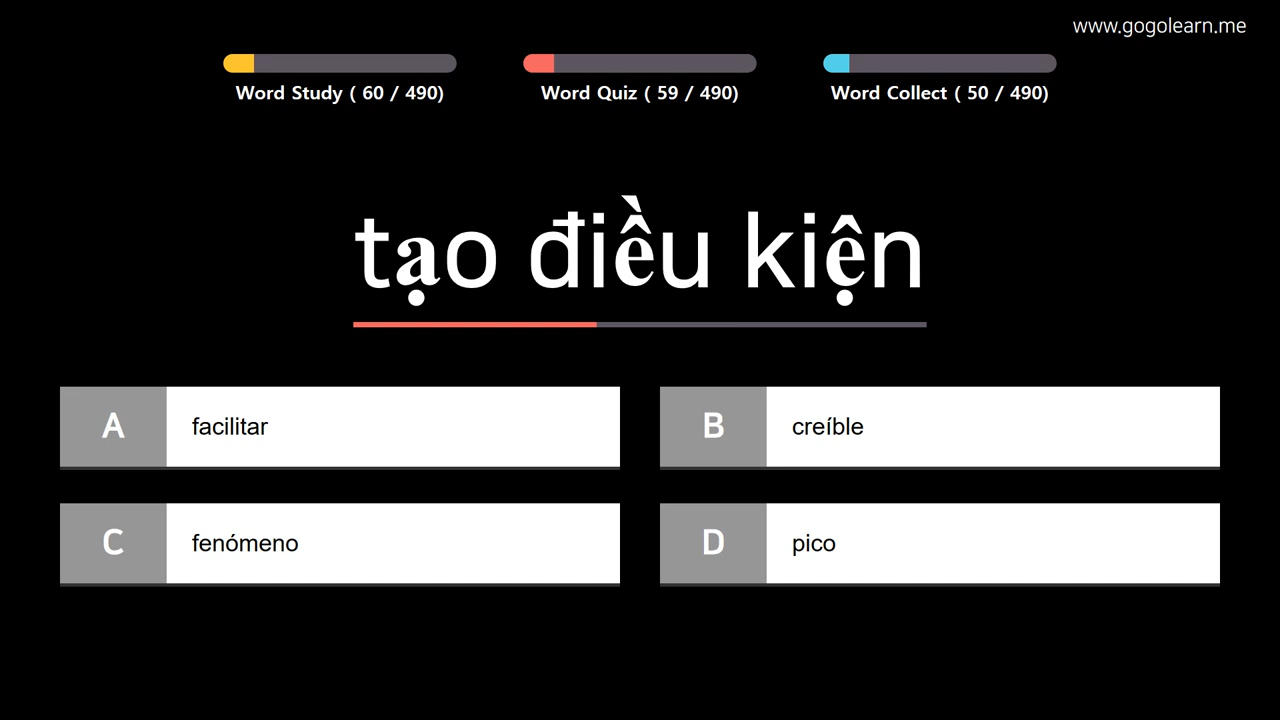 www.gogolearn.me
Word Study ( 60 / 490)
Word Quiz ( 59 / 490)
Word Collect ( 50 / 490)
tạo điều kiện
A facilitar
B creíble
C fenómeno
D pico